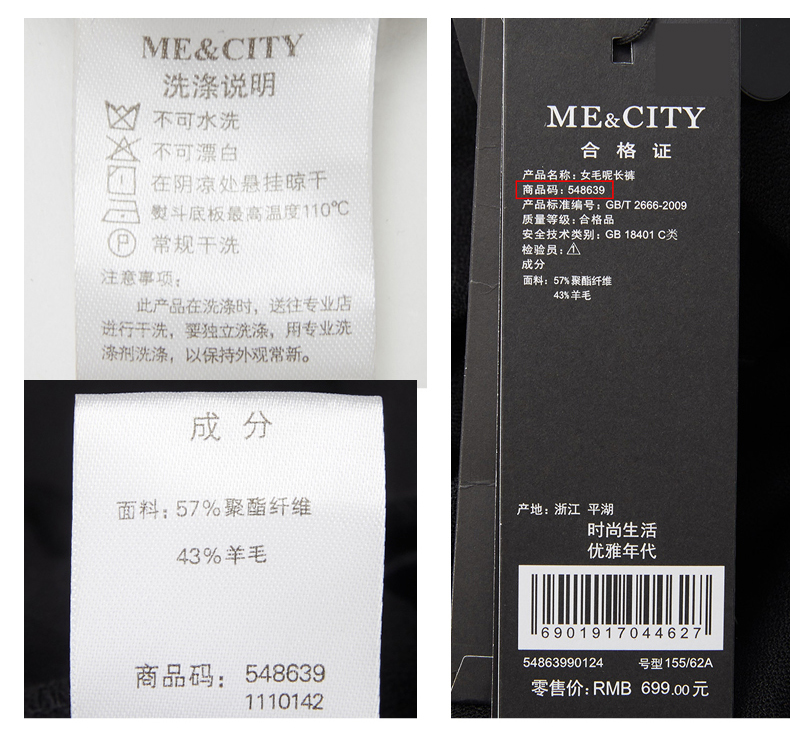 ME&CITY
洗涤说明
不可水洗
不可漂白
在阴凉处悬挂晾干
熨斗底板最高温度110℃
P 常规干洗
注意事项:
此产品在洗涤时，送往专业店
进行干洗，要独立洗涤，用专业洗
涤剂洗涤，以保持外观常新。
成 分
面料: 57%聚酯纤维
43%羊毛
商品码: 548639
1110142
ME&CITY
合 格 证
产品名称: 女毛呢长裤
商品码: 548639
产品标准编号: GB/T 2666-2009
质量等级: 合格品
安全技术类别: GB 18401 C类
检验员:
成分
面料: 57%聚酯纤维
43%羊毛
产地: 浙江 平湖
时尚生活
优雅年代
6901917044627
54863990124 号型155/62A
零售价: RMB 699.00元